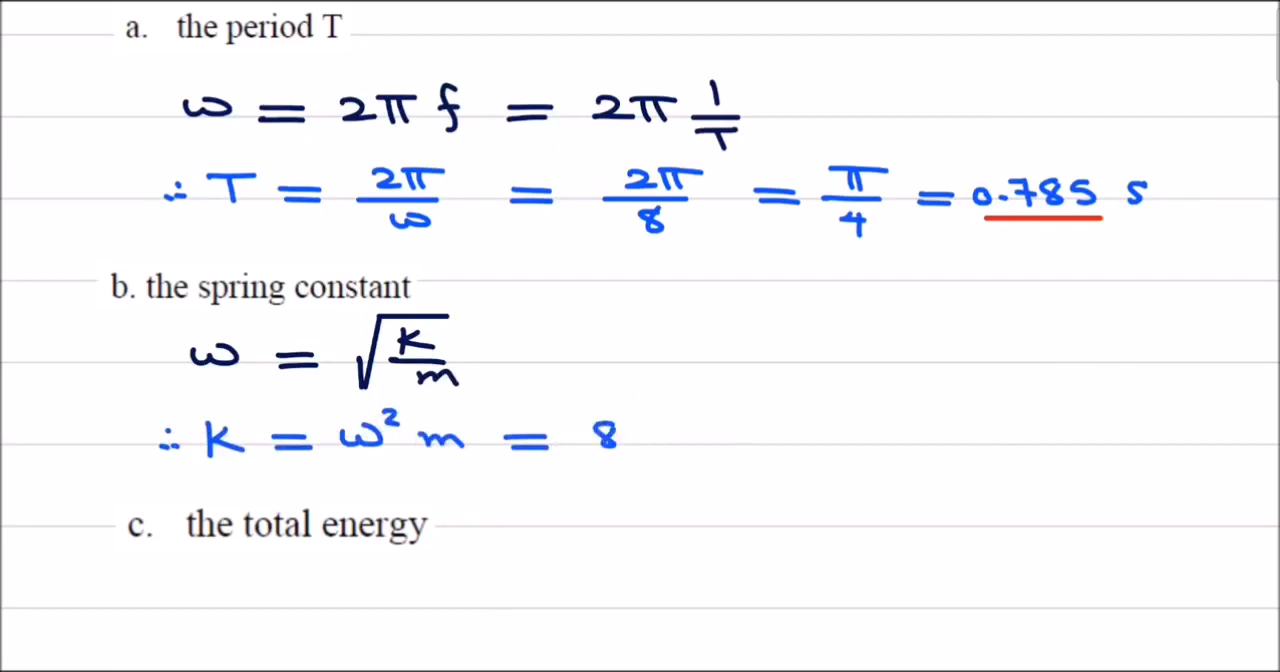 a. the period T
ω = 2π f = 2π 1/T
∴ T = 2π/ω = 2π/8 = π/4 = 0.785 s
b. the spring constant
ω = √(K/m)
∴ K = ω² m = 8
c. the total energy